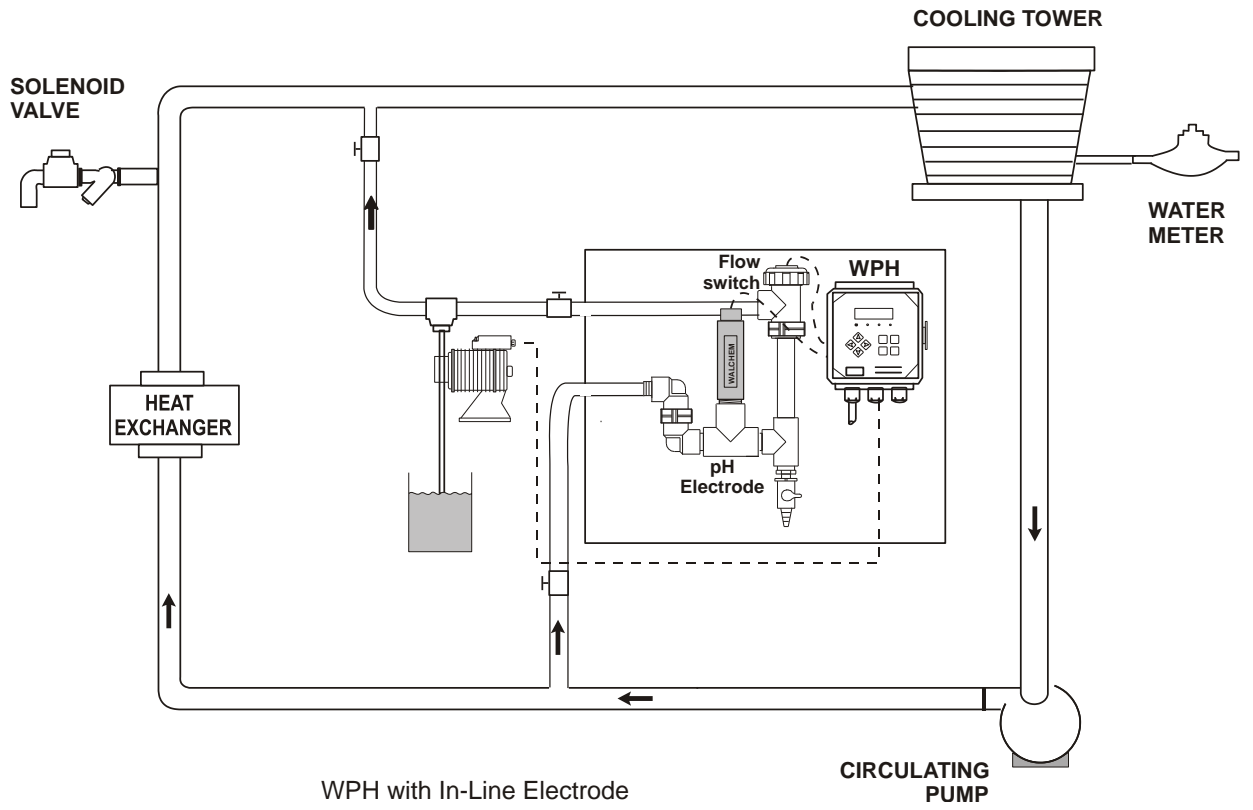 COOLING TOWER
SOLENOID
VALVE
WATER
METER
Flow
switch
WPH
WALCHEM
HEAT
EXCHANGER
pH
Electrode
CIRCULATING
PUMP
WPH with In-Line Electrode